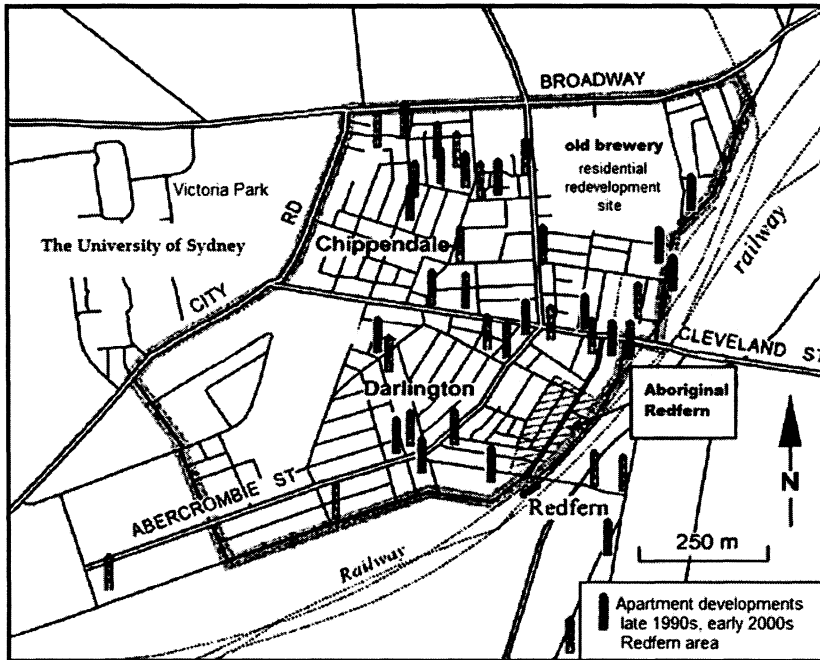 BROADWAY
old brewery
residential
redevelopment
site
Victoria Park
RD
The University of Sydney
Chippendale
railway
CITY
CLEVELAND ST
Darlington
Aboriginal
Redfern
ABERCROMBIE ST
N
Redfern
Railway
250 m
Apartment developments
late 1990s, early 2000s
Redfern area